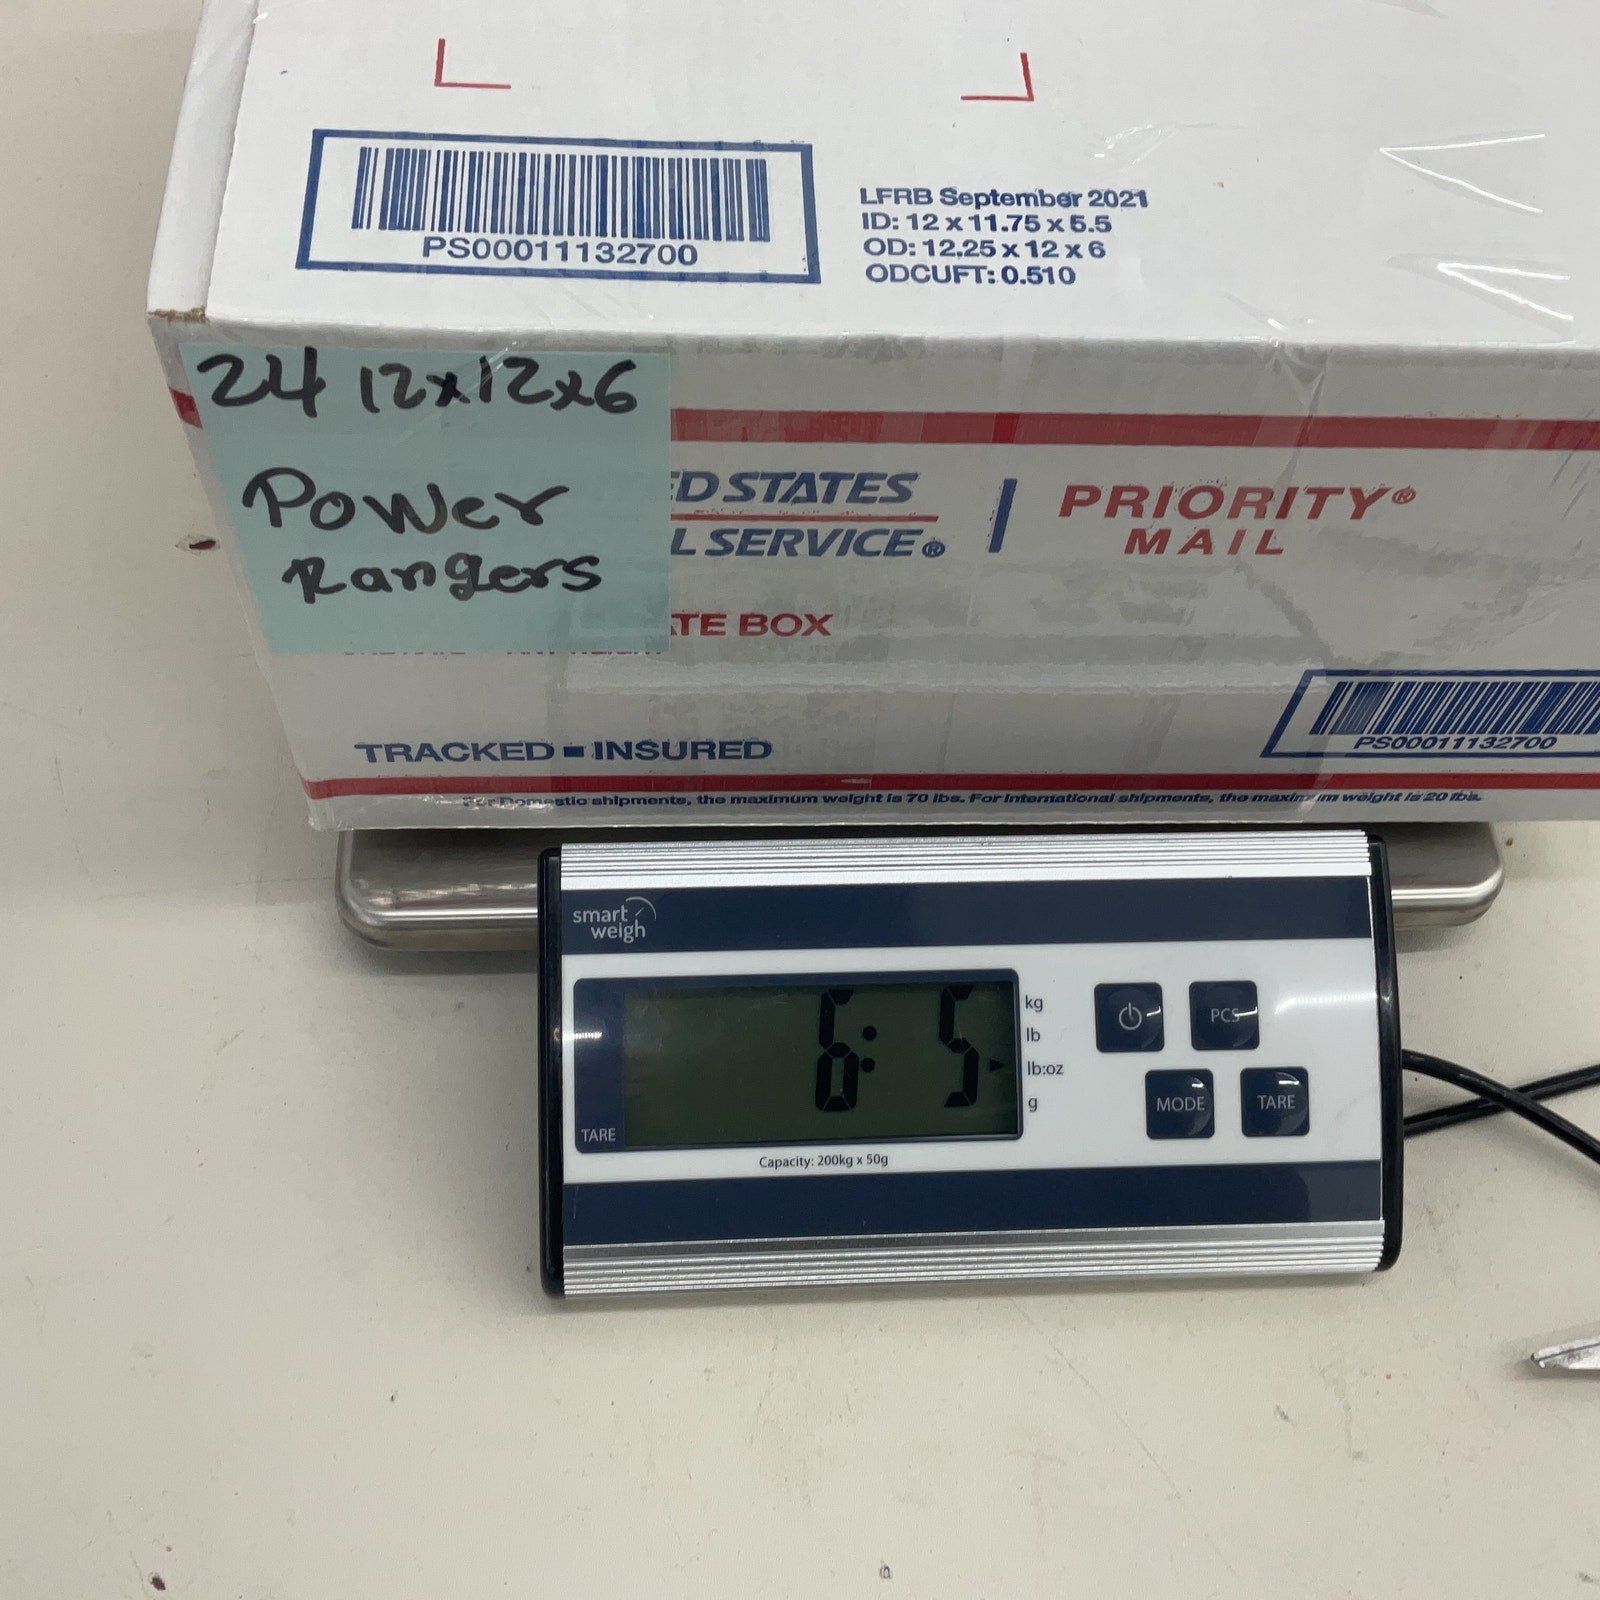 PS00011132700
LFRB September 2021
ID: 12 x 11.75 x 5.5
OD: 12.25 x 12 x 6
ODCUFT: 0.510
24 12x12x6
Power
Rangers
ED STATES
L SERVICE®
PRIORITY®
MAIL
ATE BOX
TRACKED ▪ INSURED
PS00011132700
For Domestic shipments, the maximum weight is 70 lbs. For International shipments, the maximum weight is 20 lbs.
smart
weigh
6: 5
kg
lb
lb:oz
g
TARE
Capacity: 200kg x 50g
PCS
MODE
TARE